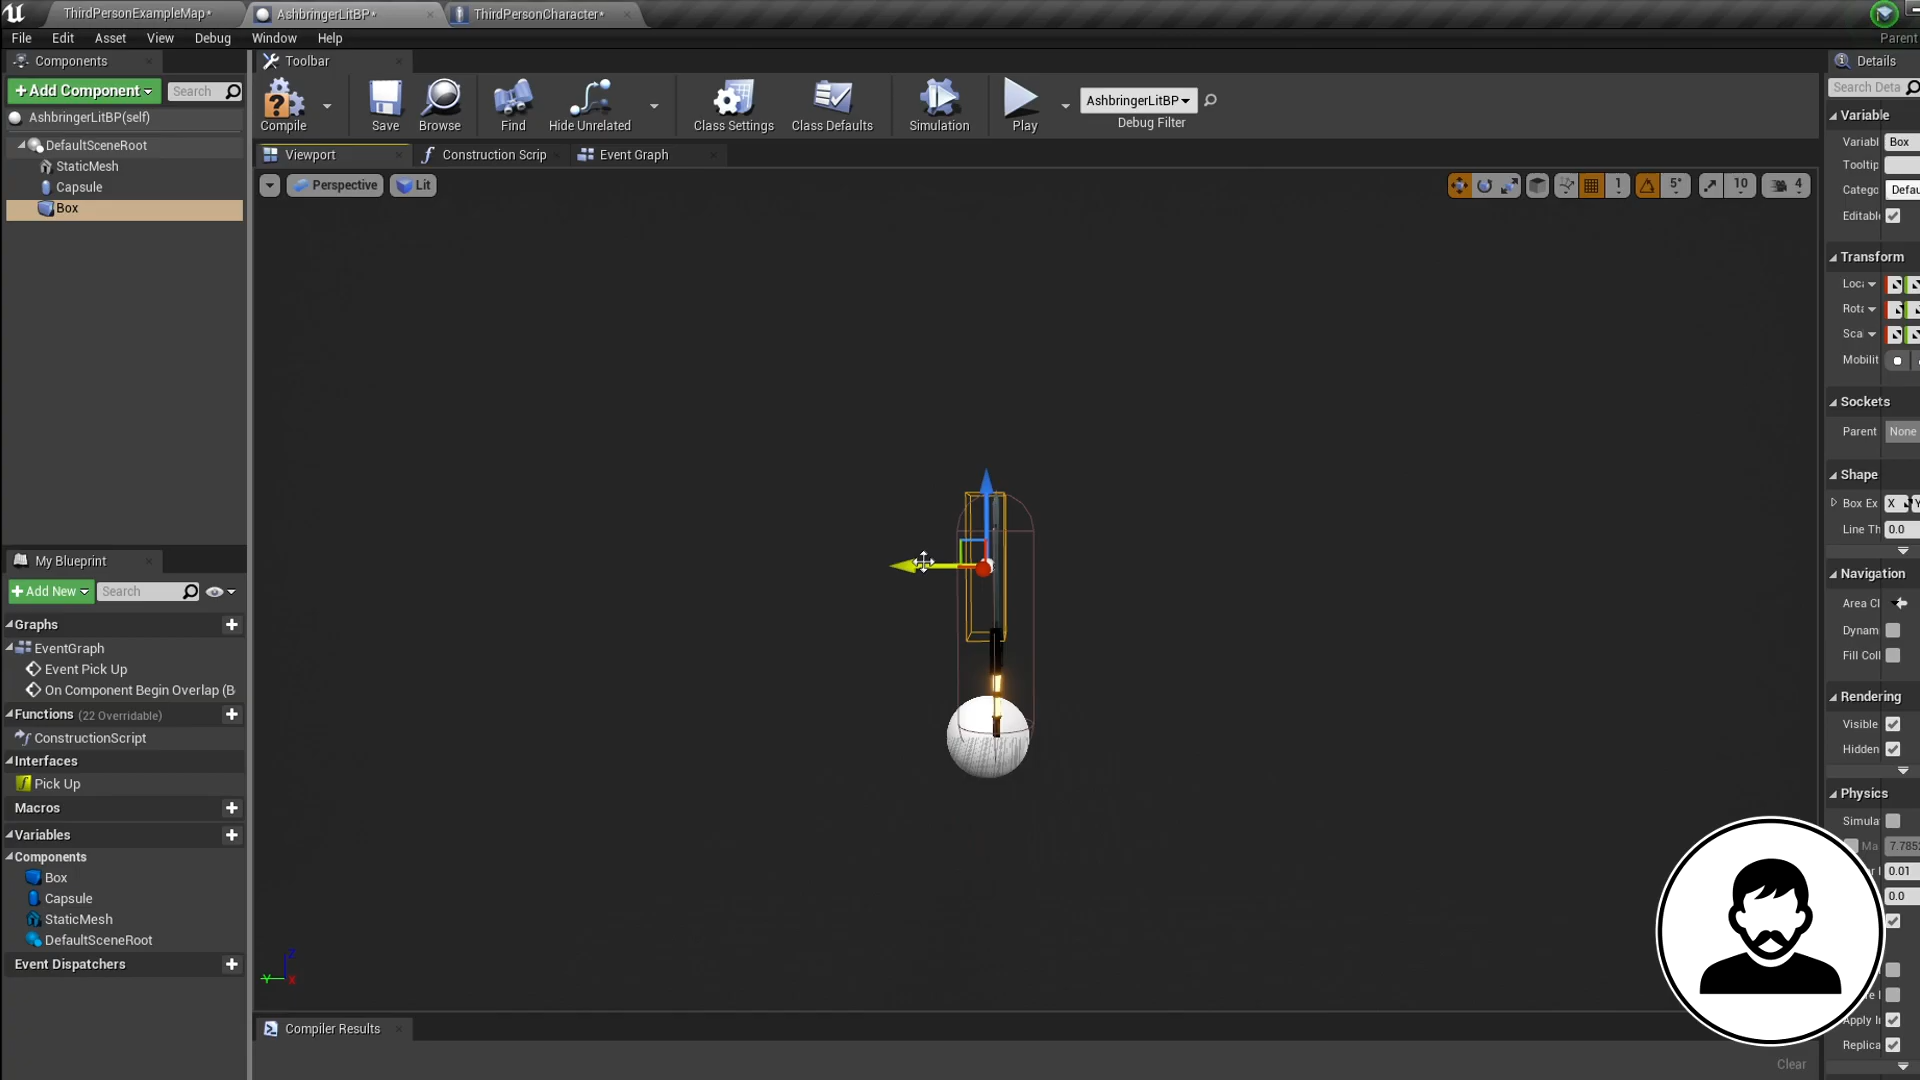 ThirdPersonExampleMap*
AshbringerLitBP*
ThirdPersonCharacter*
File Edit Asset View Debug Window Help
Parent
Components
Toolbar
Details
+Add Component
Search
Search Deta
Compile
Save
Browse
Find
Hide Unrelated
Class Settings
Class Defaults
Simulation
Play
AshbringerLitBP
Debug Filter
AshbringerLitBP(self)
DefaultSceneRoot
StaticMesh
Capsule
Box
Viewport
Construction Scrip
Event Graph
Perspective
Lit
1
5°
10
4
Variable
Variabl Box
Tooltip
Catego Defau
Editable
Transform
Loca
Rota
Sca
Mobilit
Sockets
Parent None
Shape
Box Ex X Y
Line Th 0.0
Navigation
Area Cl
Dynam
Fill Coll
Rendering
Visible
Hidden
Physics
Simula
Ma 7.785
0.01
0.0
Apply I
Replica
My Blueprint
+Add New
Search
Graphs
EventGraph
Event Pick Up
On Component Begin Overlap (B
Functions (22 Overridable)
ConstructionScript
Interfaces
Pick Up
Macros
Variables
Components
Box
Capsule
StaticMesh
DefaultSceneRoot
Event Dispatchers
Z
Y
X
Compiler Results
Clear